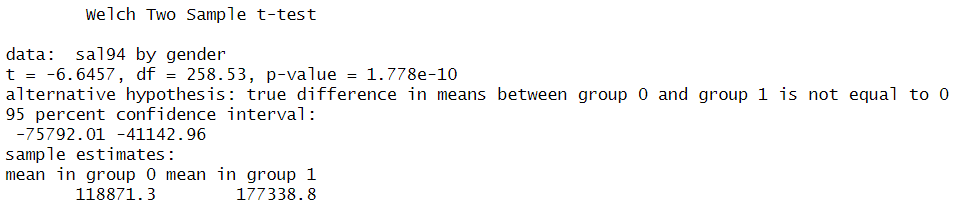 Welch Two Sample t-test
data:  sal94 by gender
t = -6.6457, df = 258.53, p-value = 1.778e-10
alternative hypothesis: true difference in means between group 0 and group 1 is not equal to 0
95 percent confidence interval:
 -75792.01 -41142.96
sample estimates:
mean in group 0 mean in group 1
       118871.3        177338.8